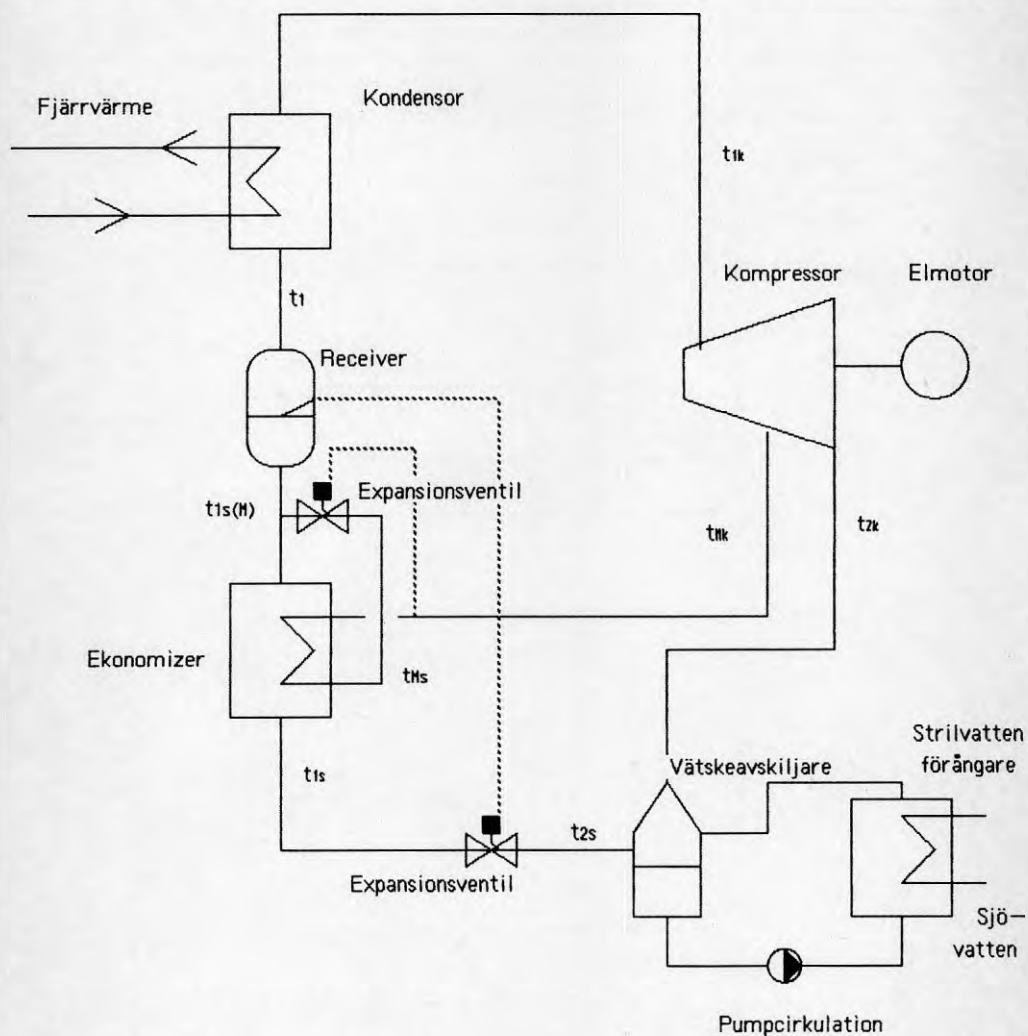 Kondensor
Fjärrvärme
t1k
Kompressor
Elmotor
t1
Receiver
Expansionsventil
t1s(M)
tMk
t2k
Ekonomizer
tMs
Strilvatten
förångare
Vätskeavskiljare
t1s
t2s
Expansionsventil
Sjö-
vatten
Pumpcirkulation